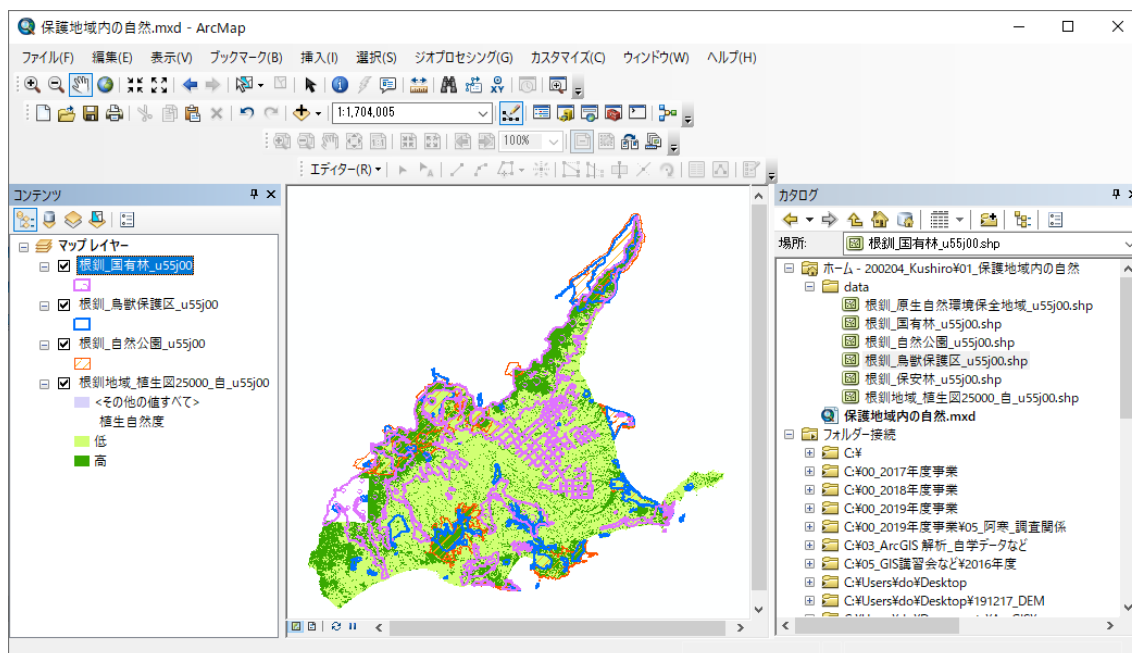 保護地域内の自然.mxd - ArcMap
ファイル(F) 編集(E) 表示(V) ブックマーク(B) 挿入(I) 選択(S) ジオプロセシング(G) カスタマイズ(C) ウィンドウ(W) ヘルプ(H)
1:1,704,005
100%
エディター(R)
コンテンツ
マップ レイヤー
根釧_国有林_u55j00
根釧_鳥獣保護区_u55j00
根釧_自然公園_u55j00
根釧地域_植生図25000_自_u55j00
<その他の値すべて>
植生自然度
低
高
カタログ
場所: 根釧_国有林_u55j00.shp
ホーム - 200204_Kushiro¥01_保護地域内の自然
data
根釧_原生自然環境保全地域_u55j00.shp
根釧_国有林_u55j00.shp
根釧_自然公園_u55j00.shp
根釧_鳥獣保護区_u55j00.shp
根釧_保安林_u55j00.shp
根釧地域_植生図25000_自_u55j00.shp
保護地域内の自然.mxd
フォルダー接続
C:¥
C:¥00_2017年度事業
C:¥00_2018年度事業
C:¥00_2019年度事業
C:¥00_2019年度事業¥05_阿寒_調査関係
C:¥03_ArcGIS 解析_自学データなど
C:¥05_GIS講習会など¥2016年度
C:¥Users¥do¥Desktop
C:¥Users¥do¥Desktop¥191217_DEM